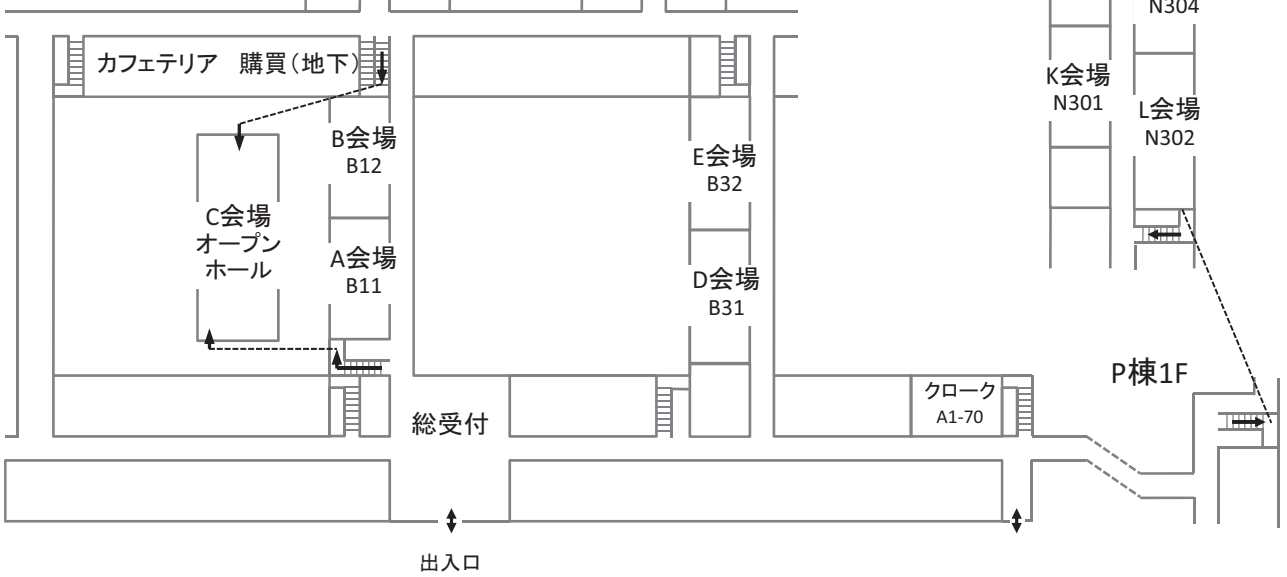 N304
カフェテリア　購買（地下）
K会場
N301
L会場
N302
B会場
B12
E会場
B32
C会場
オープン
ホール
A会場
B11
D会場
B31
P棟1F
クローク
A1-70
総受付
出入口